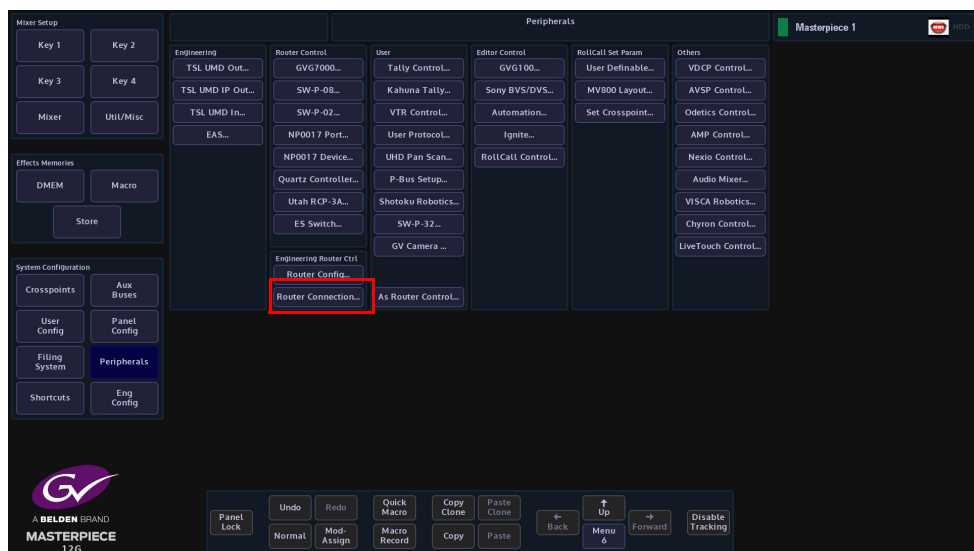 Mixer Setup
Key 1
Key 2
Key 3
Key 4
Mixer
Util/Misc
Effects Memories
DMEM
Macro
Store
System Configuration
Crosspoints
Aux
Buses
User
Config
Panel
Config
Filing
System
Peripherals
Shortcuts
Eng
Config
GV
A BELDEN BRAND
MASTERPIECE
12G
Peripherals
Engineering
TSL UMD Out...
TSL UMD IP Out...
TSL UMD In...
EAS...
Router Control
GVG7000...
SW-P-08...
SW-P-02...
NP0017 Port...
NP0017 Device...
Quartz Controller...
Utah RCP-3A...
ES Switch...
Engineering Router Ctrl
Router Config...
Router Connection...
User
Tally Control...
Kahuna Tally...
VTR Control...
User Protocol...
UHD Pan Scan...
P-Bus Setup...
Shotoku Robotics...
SW-P-32...
GV Camera ...
As Router Control...
Editor Control
GVG100...
Sony BVS/DVS...
Automation...
Ignite...
RollCall Control...
RollCall Set Param
User Definable...
MV800 Layout...
Set Crosspoint...
Others
VDCP Control...
AVSP Control...
Odetics Control...
AMP Control...
Nexio Control...
Audio Mixer...
VISCA Robotics...
Chyron Control...
LiveTouch Control...
Masterpiece 1
NEWS
HDD
Panel
Lock
Undo
Redo
Normal
Mod-
Assign
Quick
Macro
Macro
Record
Copy
Clone
Paste
Clone
Copy
Paste
← 
Back
↑
Up
Menu
6
→
Forward
Disable
Tracking